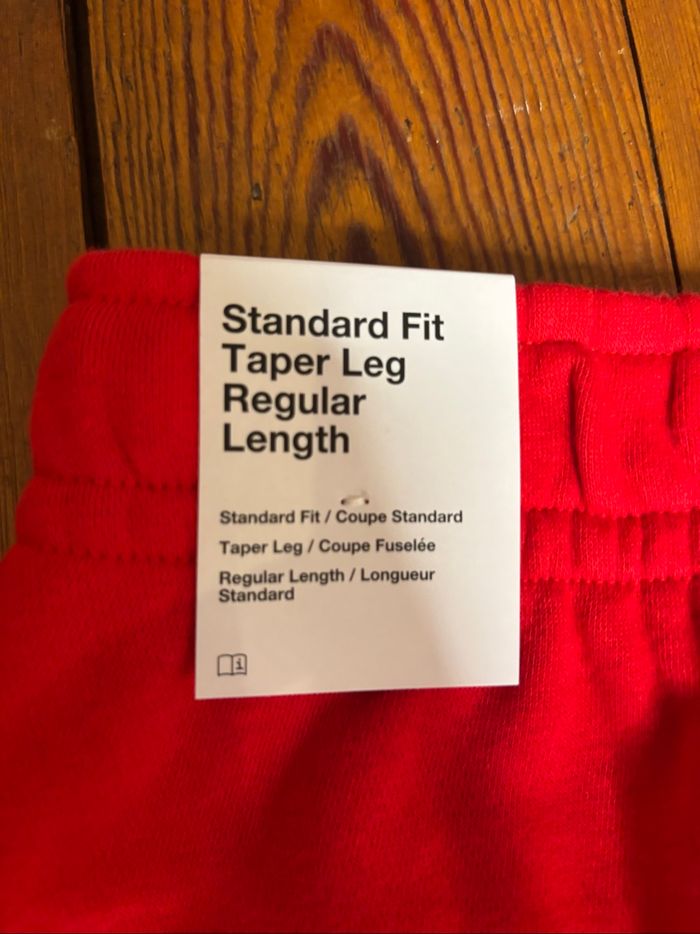 Standard Fit
Taper Leg
Regular
Length
Standard Fit / Coupe Standard
Taper Leg / Coupe Fuselée
Regular Length / Longueur
Standard
i